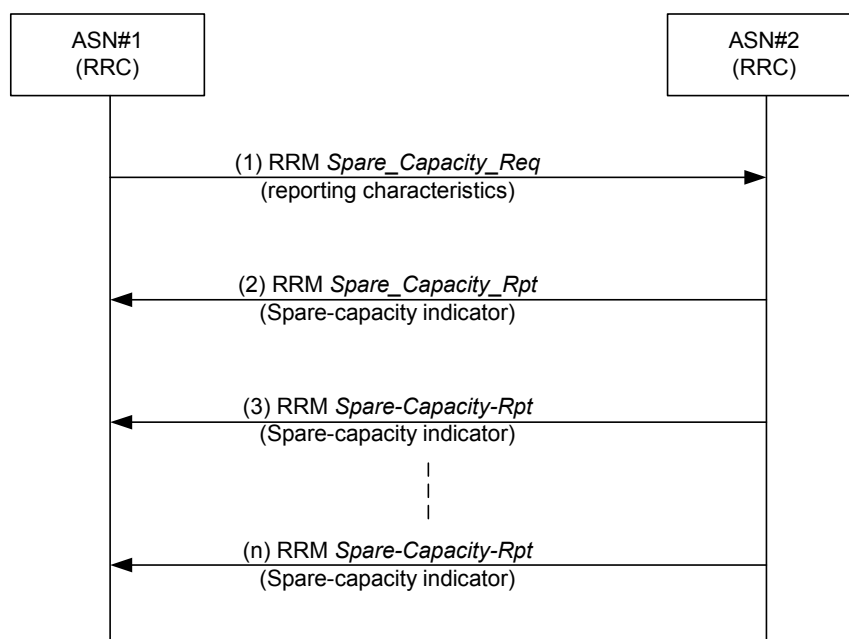 ASN#1
(RRC)
ASN#2
(RRC)
(1) RRM Spare_Capacity_Req
(reporting characteristics)
(2) RRM Spare_Capacity_Rpt
(Spare-capacity indicator)
(3) RRM Spare-Capacity-Rpt
(Spare-capacity indicator)
(n) RRM Spare-Capacity-Rpt
(Spare-capacity indicator)